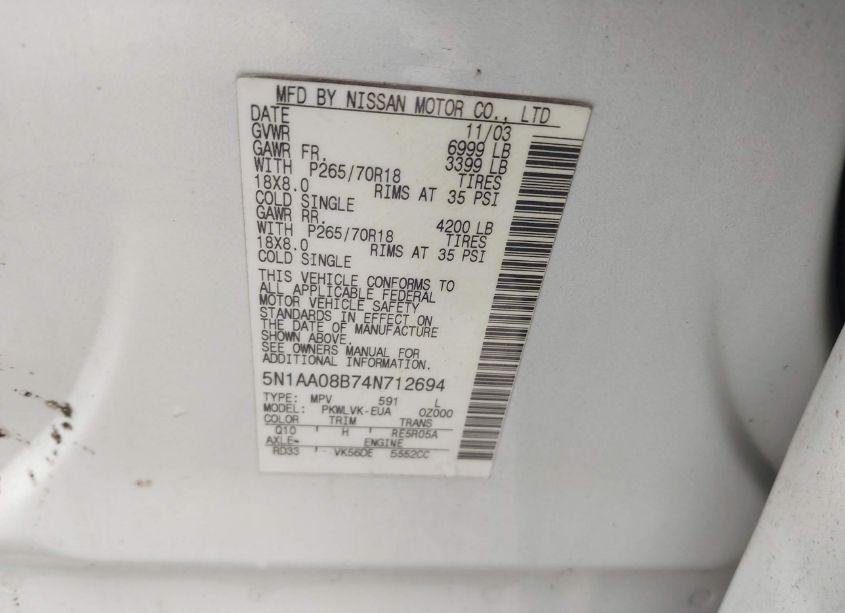 MFD BY NISSAN MOTOR CO., LTD
DATE 11/03
GVWR 6999 LB
GAWR FR. 3399 LB
WITH P265/70R18 TIRES
18X8.0 RIMS AT 35 PSI
COLD SINGLE
GAWR RR. 4200 LB
WITH P265/70R18 TIRES
18X8.0 RIMS AT 35 PSI
COLD SINGLE
THIS VEHICLE CONFORMS TO
ALL APPLICABLE FEDERAL
MOTOR VEHICLE SAFETY
STANDARDS IN EFFECT ON
THE DATE OF MANUFACTURE
SHOWN ABOVE.
SEE OWNERS MANUAL FOR
ADDITIONAL INFORMATION.
5N1AA08B74N712694
TYPE: MPV 591 L
MODEL: PKWLVK-EUA 0Z000
COLOR TRIM TRANS
Q10 H RE5R05A
AXLE- ENGINE
RD33 VK56DE 5552CC